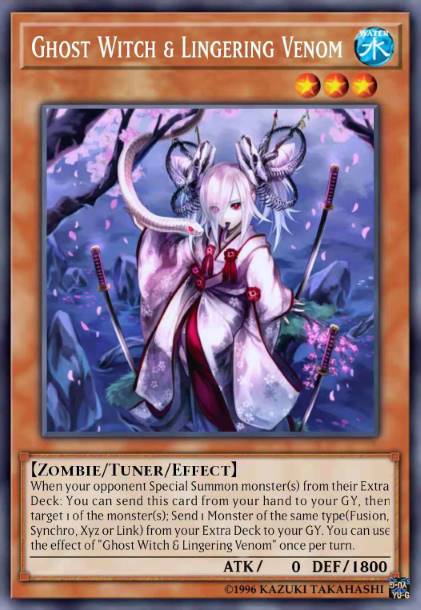 GHOST WITCH & LINGERING VENOM
WATER
水
[ZOMBIE/TUNER/EFFECT]
When your opponent Special Summon monster(s) from their Extra
Deck: You can send this card from your hand to your GY, then
target 1 of the monster(s); Send 1 Monster of the same type(Fusion,
Synchro, Xyz or Link) from your Extra Deck to your GY. You can use
the effect of "Ghost Witch & Lingering Venom" once per turn.
ATK/ 0 DEF/1800
©1996 KAZUKI TAKAHASHI